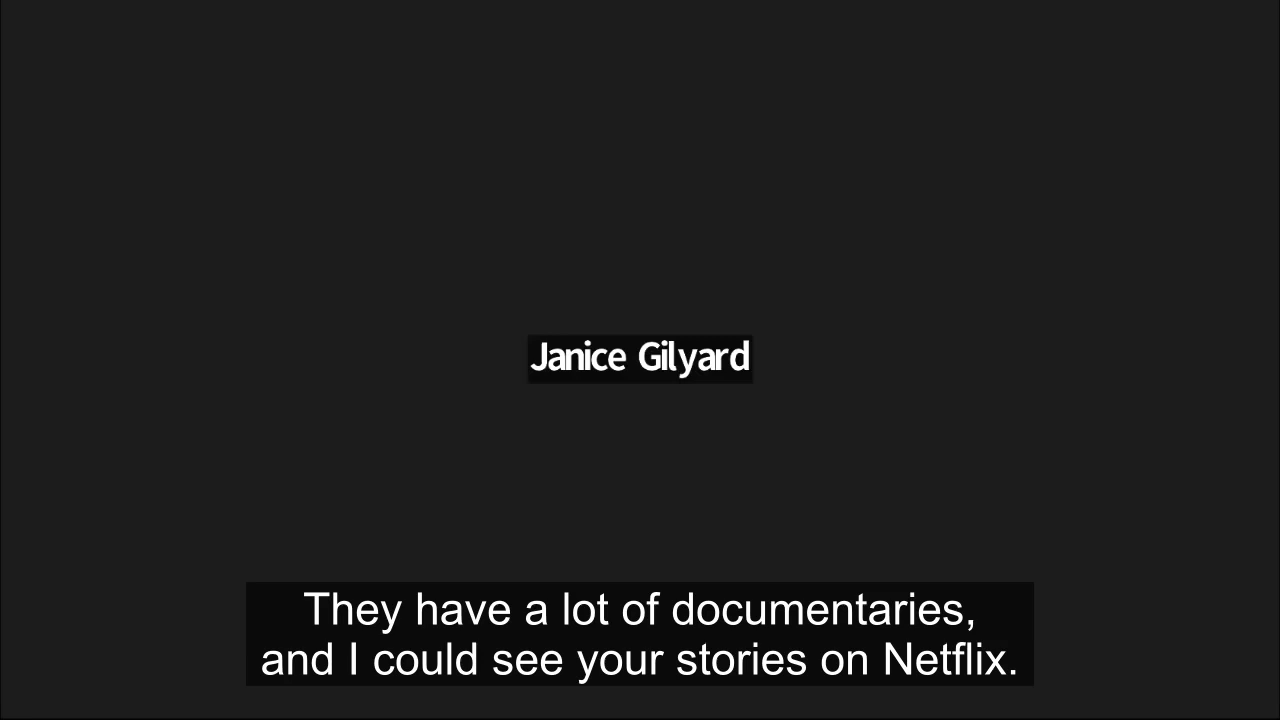 Janice Gilyard
They have a lot of documentaries,
and I could see your stories on Netflix.